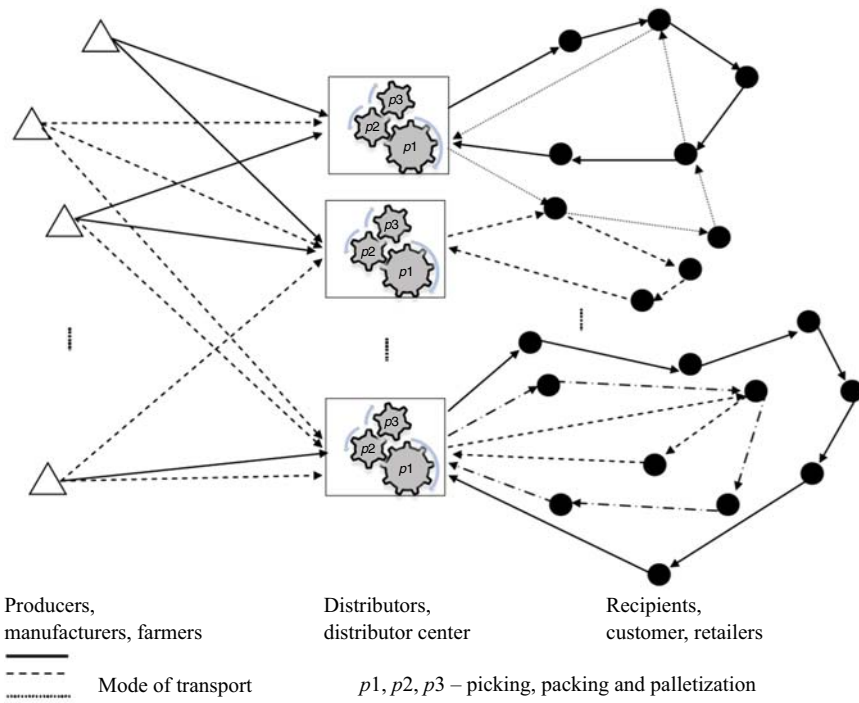 p3
p2
p1
p3
p2
p1
p3
p2
p1
Producers,
manufacturers, farmers
Distributors,
distributor center
Recipients,
customer, retailers
Mode of transport
p1, p2, p3 – picking, packing and palletization